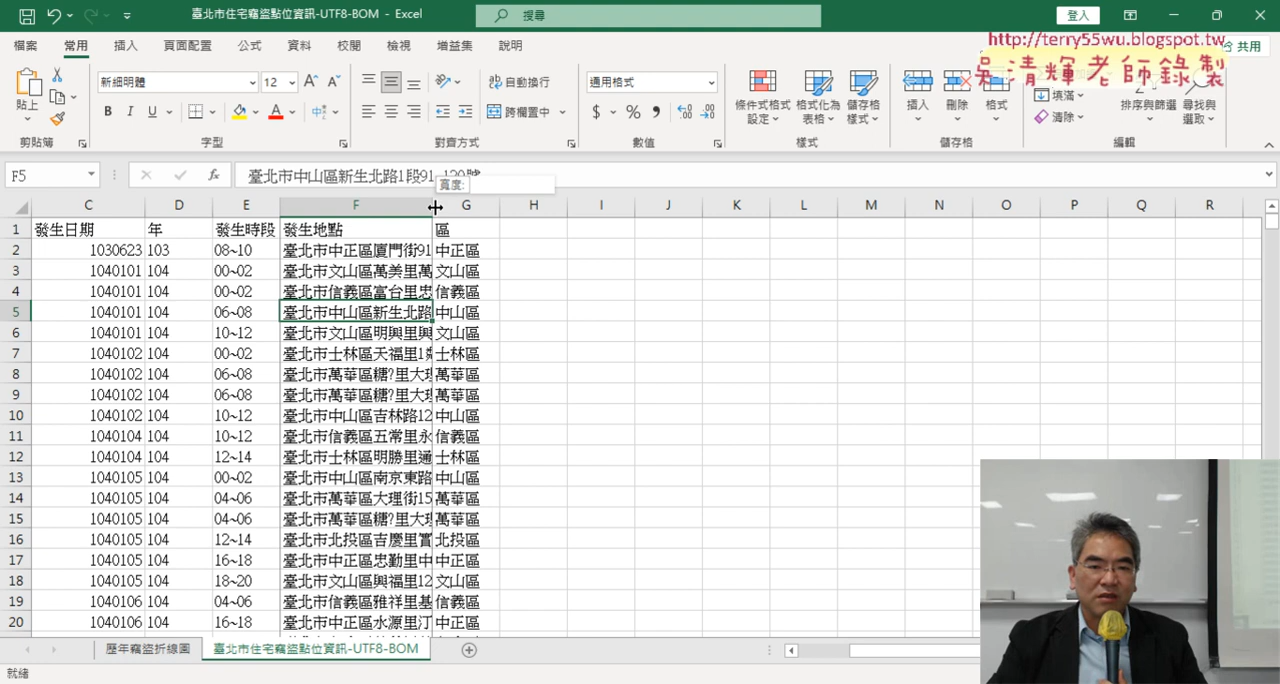 臺北市住宅竊盜點位資訊-UTF8-BOM - Excel
搜尋
登入
檔案 常用 插入 頁面配置 公式 資料 校閱 檢視 增益集 說明
共用
http://terry55wu.blogspot.tw
吳清輝老師錄製
貼上
新細明體 12
自動換行
跨欄置中
通用格式
條件式格式設定
格式化為表格
儲存格樣式
插入 刪除 格式
填滿
清除
排序與篩選
尋找與選取
剪貼簿 字型 對齊方式 數值 樣式 儲存格 編輯
F5
fx
臺北市中山區新生北路1段91~120號
寬度:
C D E F G H I J K L M N O P Q R
1 發生日期 年 發生時段 發生地點 區
2 1030623 103 08~10 臺北市中正區廈門街91 中正區
3 1040101 104 00~02 臺北市文山區萬美里萬 文山區
4 1040101 104 00~02 臺北市信義區富台里忠 信義區
5 1040101 104 06~08 臺北市中山區新生北路 中山區
6 1040101 104 10~12 臺北市文山區明興里興 文山區
7 1040102 104 00~02 臺北市士林區天福里1 士林區
8 1040102 104 06~08 臺北市萬華區糖?里大理 萬華區
9 1040102 104 06~08 臺北市萬華區糖?里大理 萬華區
10 1040102 104 10~12 臺北市中山區吉林路12 中山區
11 1040104 104 10~12 臺北市信義區五常里永 信義區
12 1040104 104 12~14 臺北市士林區明勝里通 士林區
13 1040105 104 00~02 臺北市中山區南京東路 中山區
14 1040105 104 04~06 臺北市萬華區大理街15 萬華區
15 1040105 104 04~06 臺北市萬華區糖?里大理 萬華區
16 1040105 104 12~14 臺北市北投區吉慶里實 北投區
17 1040105 104 16~18 臺北市中正區忠勤里中 中正區
18 1040105 104 18~20 臺北市文山區興福里12 文山區
19 1040106 104 04~06 臺北市信義區雅祥里基 信義區
20 1040106 104 16~18 臺北市中正區水源里汀 中正區
歷年竊盜折線圖 臺北市住宅竊盜點位資訊-UTF8-BOM
就緒